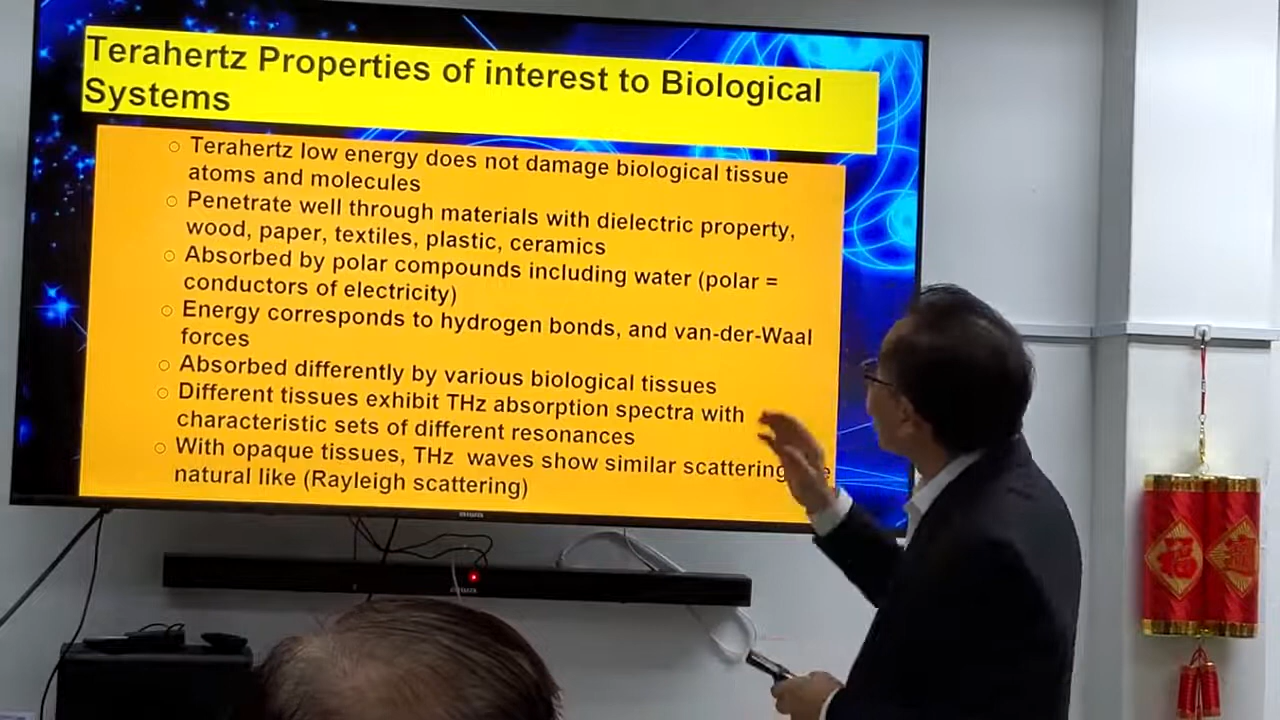 Terahertz Properties of interest to Biological
Systems
Terahertz low energy does not damage biological tissue
atoms and molecules
Penetrate well through materials with dielectric property,
wood, paper, textiles, plastic, ceramics
Absorbed by polar compounds including water (polar =
conductors of electricity)
Energy corresponds to hydrogen bonds, and van-der-Waal
forces
Absorbed differently by various biological tissues
Different tissues exhibit THz absorption spectra with
characteristic sets of different resonances
With opaque tissues, THz waves show similar scattering
natural like (Rayleigh scattering)
aiwa
aiwa
福